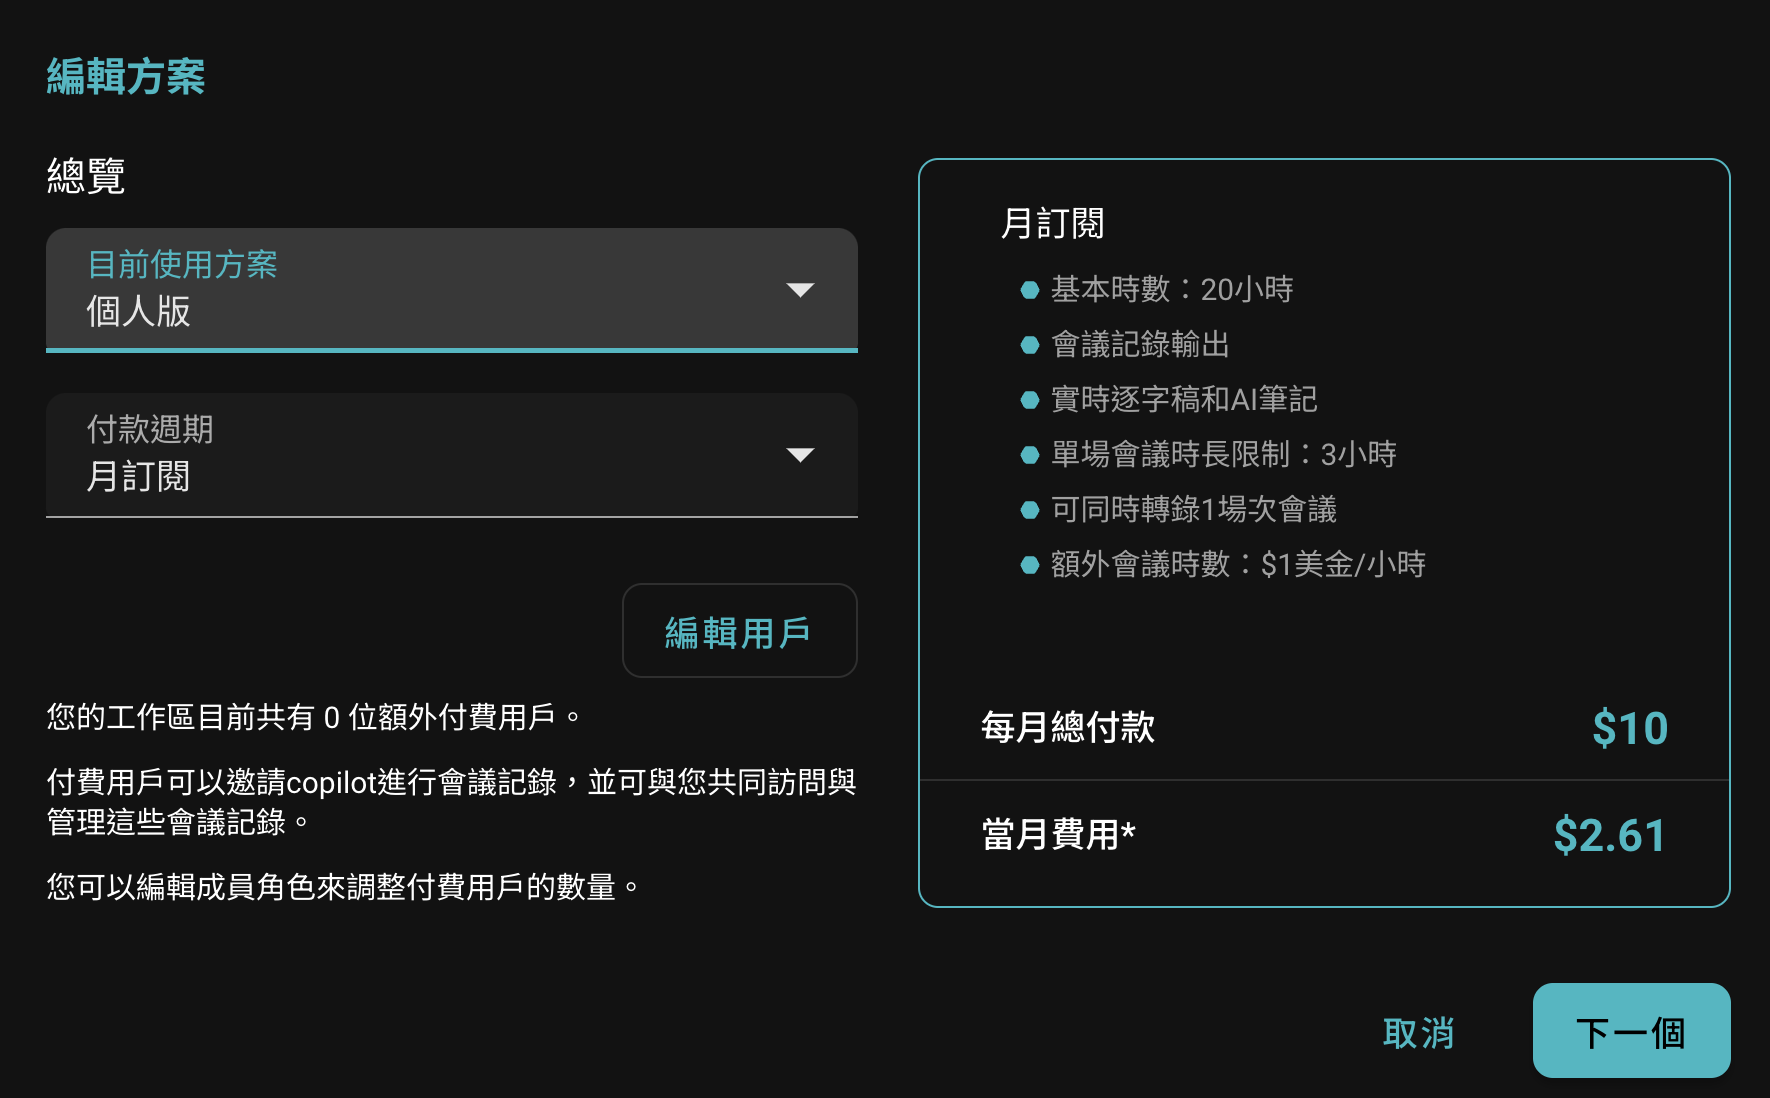 編輯方案
總覽
目前使用方案
個人版
付款週期
月訂閱
編輯用戶
您的工作區目前共有 0 位額外付費用戶。
付費用戶可以邀請copilot進行會議記錄，並可與您共同訪問與
管理這些會議記錄。
您可以編輯成員角色來調整付費用戶的數量。
月訂閱
基本時數：20小時
會議記錄輸出
實時逐字稿和AI筆記
單場會議時長限制：3小時
可同時轉錄1場次會議
額外會議時數：$1美金/小時
每月總付款 $10
當月費用* $2.61
取消
下一個